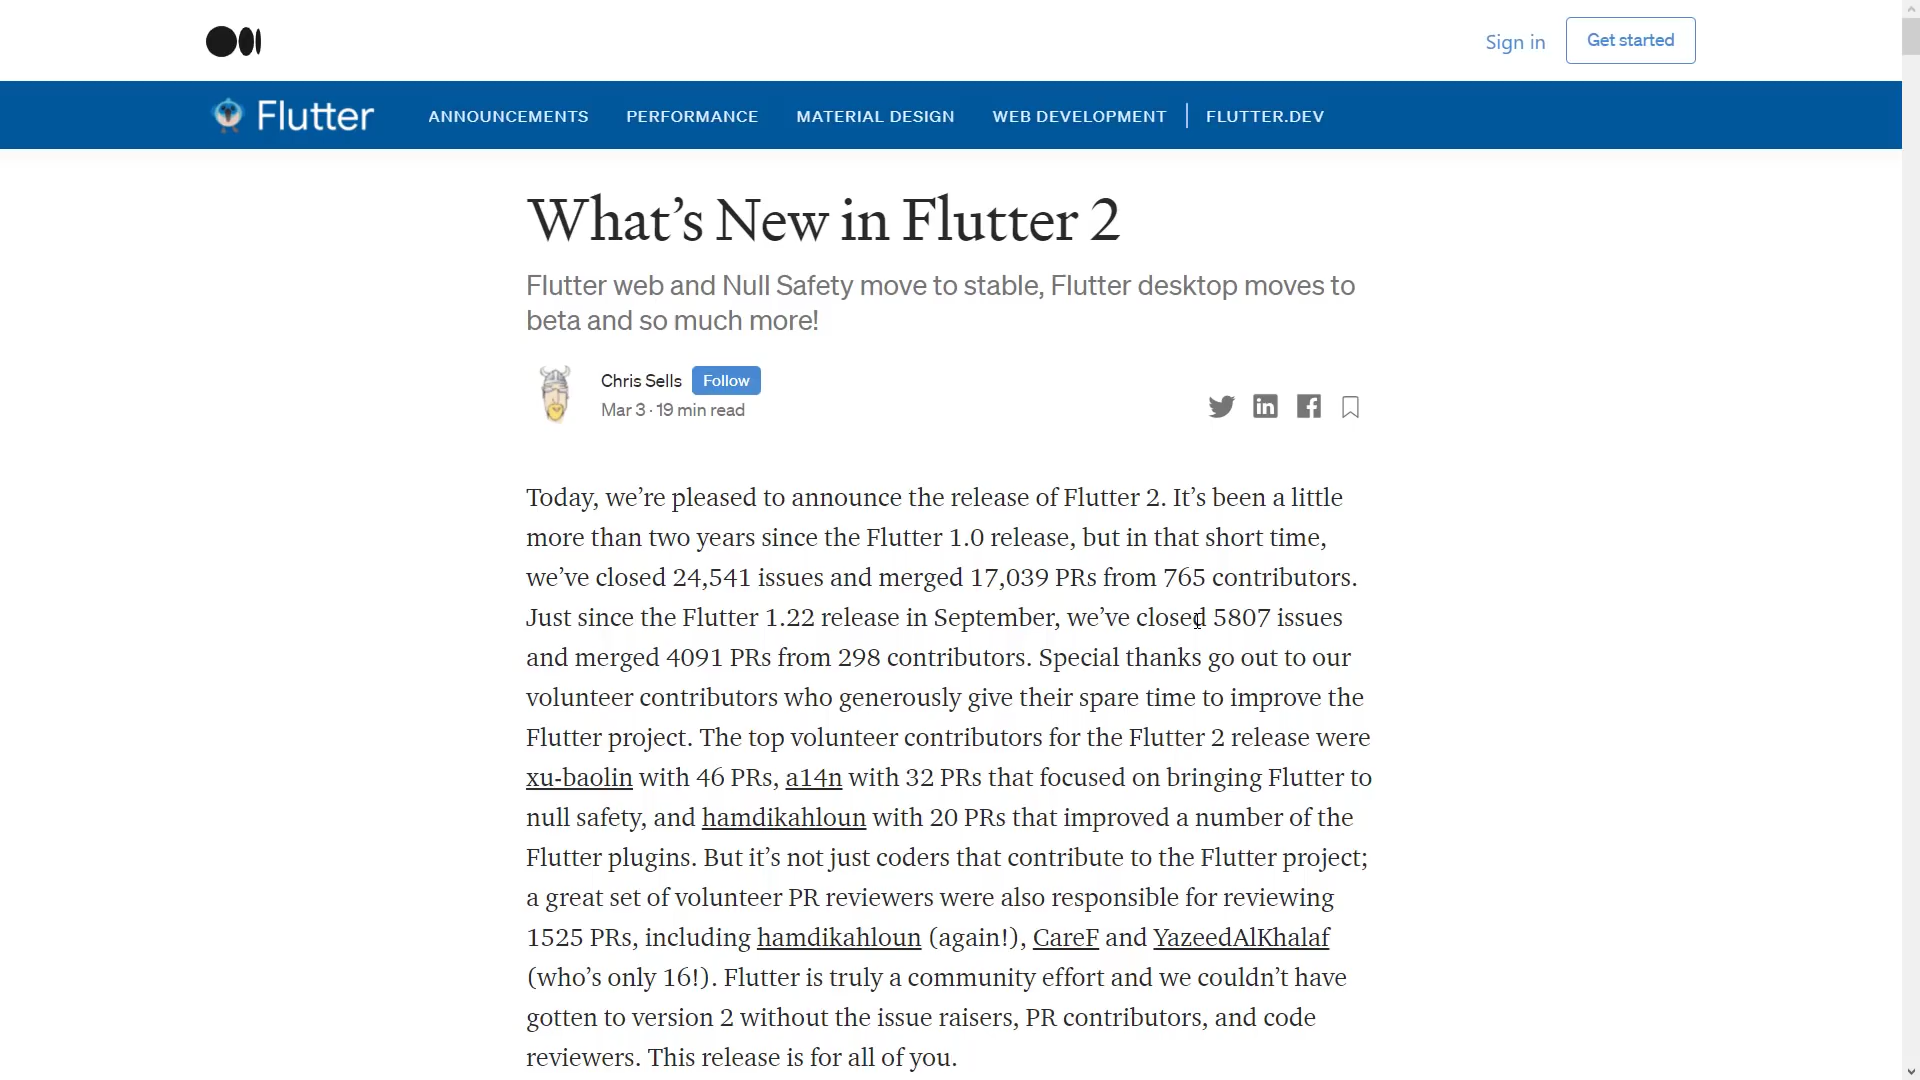 Sign in
Get started
Flutter
ANNOUNCEMENTS
PERFORMANCE
MATERIAL DESIGN
WEB DEVELOPMENT
FLUTTER.DEV
What’s New in Flutter 2
Flutter web and Null Safety move to stable, Flutter desktop moves to
beta and so much more!
Chris Sells
Follow
Mar 3 · 19 min read
Today, we’re pleased to announce the release of Flutter 2. It’s been a little
more than two years since the Flutter 1.0 release, but in that short time,
we’ve closed 24,541 issues and merged 17,039 PRs from 765 contributors.
Just since the Flutter 1.22 release in September, we’ve closed 5807 issues
and merged 4091 PRs from 298 contributors. Special thanks go out to our
volunteer contributors who generously give their spare time to improve the
Flutter project. The top volunteer contributors for the Flutter 2 release were
xu-baolin with 46 PRs, a14n with 32 PRs that focused on bringing Flutter to
null safety, and hamdikahloun with 20 PRs that improved a number of the
Flutter plugins. But it’s not just coders that contribute to the Flutter project;
a great set of volunteer PR reviewers were also responsible for reviewing
1525 PRs, including hamdikahloun (again!), CareF and YazeedAlKhalaf
(who’s only 16!). Flutter is truly a community effort and we couldn’t have
gotten to version 2 without the issue raisers, PR contributors, and code
reviewers. This release is for all of you.